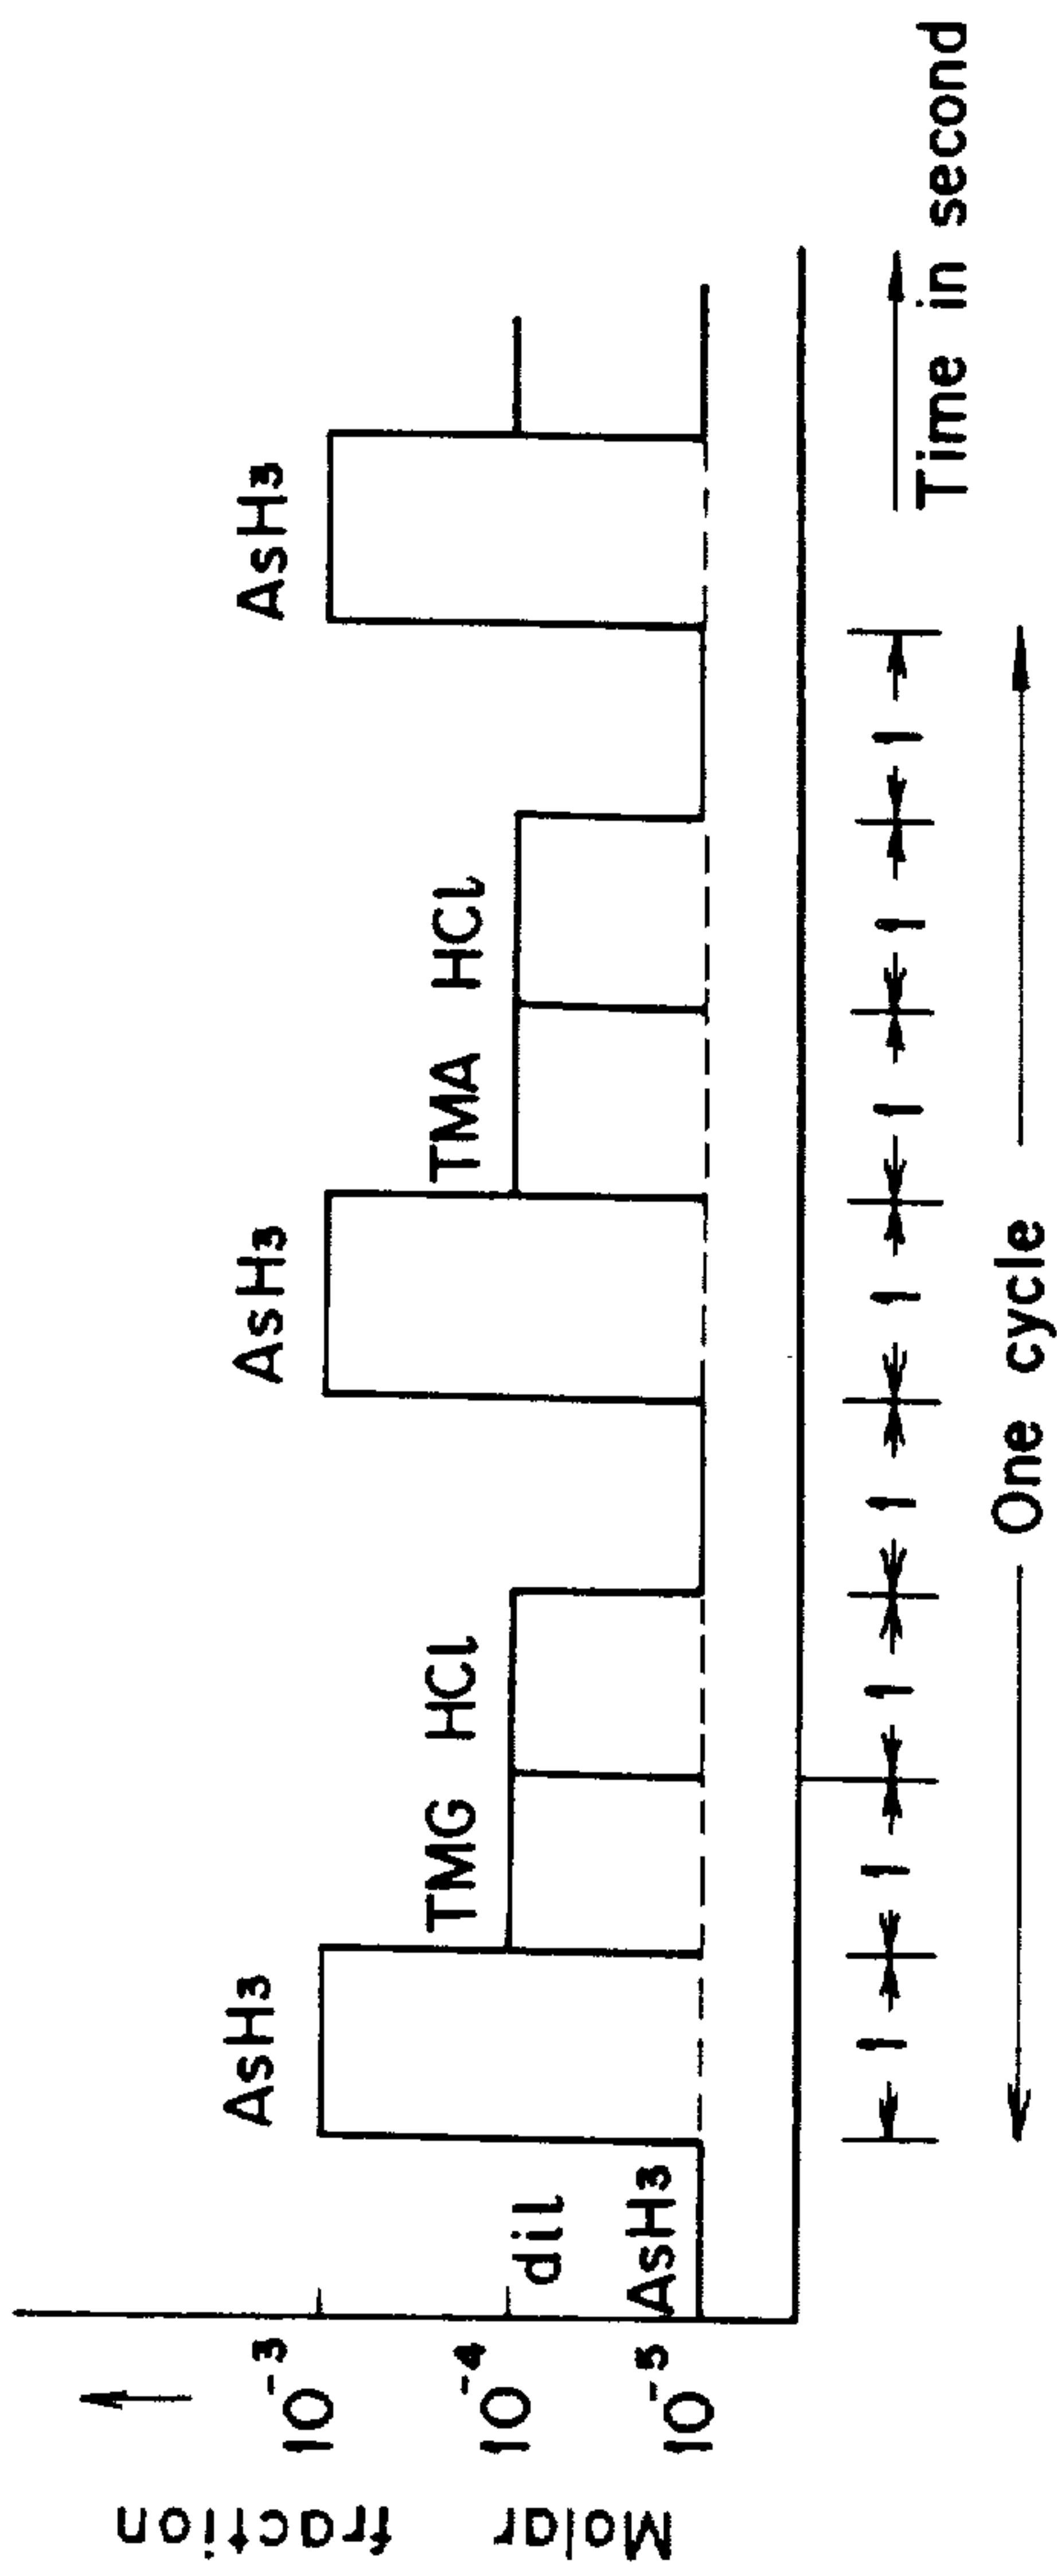 Molar fraction
10⁻³
10⁻⁴
10⁻⁵
dil
AsH₃
AsH₃
TMG HCl
AsH₃
TMA HCl
AsH₃
1 1 1 1 1 1 1 1
Time in second
One cycle